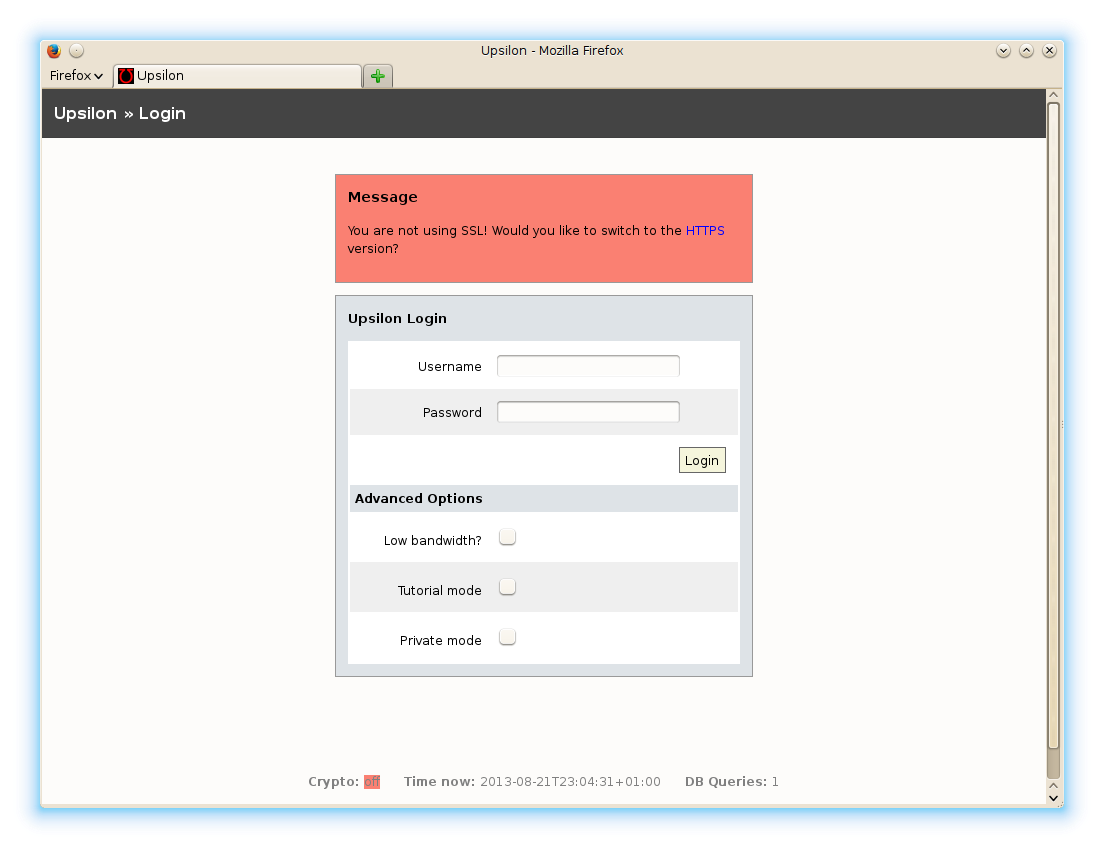 Upsilon - Mozilla Firefox
Firefox
Upsilon
Upsilon » Login
Message
You are not using SSL! Would you like to switch to the HTTPS
version?
Upsilon Login
Username
Password
Login
Advanced Options
Low bandwidth?
Tutorial mode
Private mode
Crypto: off Time now: 2013-08-21T23:04:31+01:00 DB Queries: 1